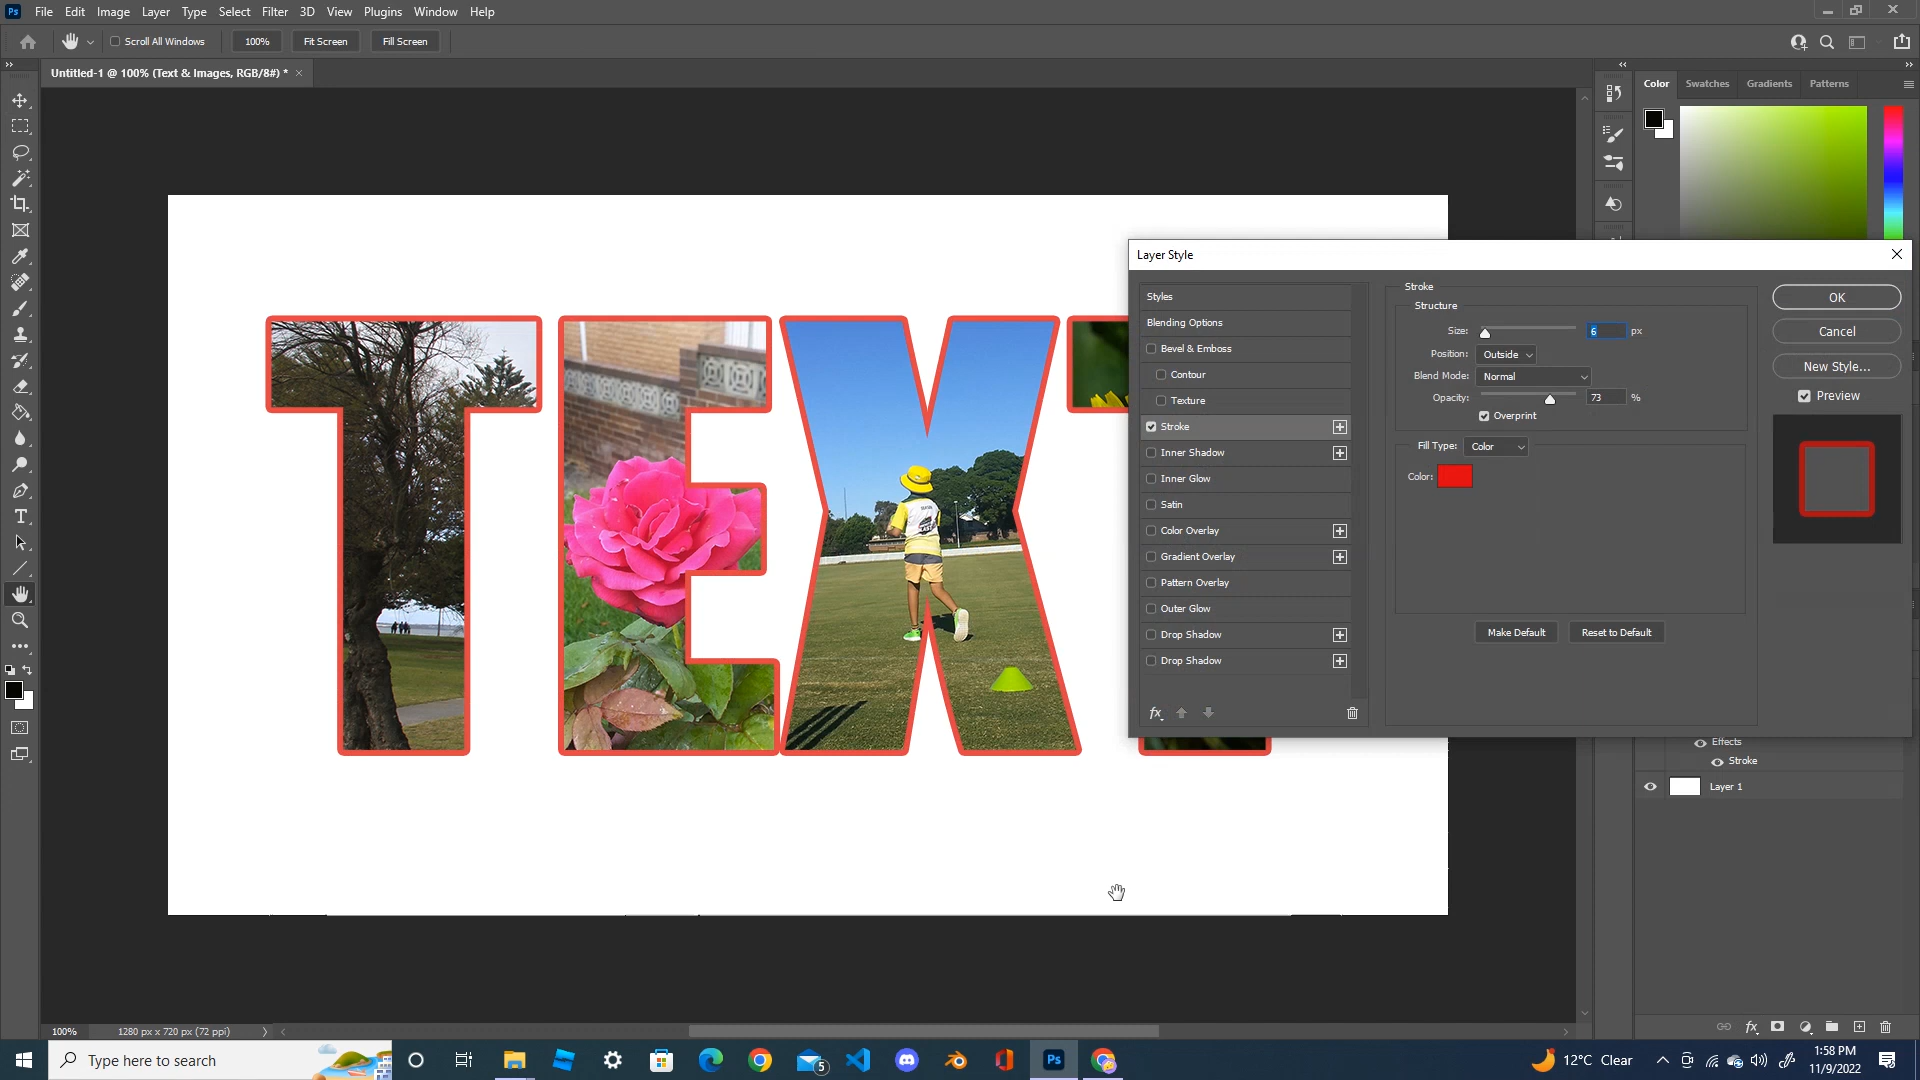 Ps File Edit Image Layer Type Select Filter 3D View Plugins Window Help
Scroll All Windows 100% Fit Screen Fill Screen
Untitled-1 @ 100% (Text & Images, RGB/8#) * ×
Color Swatches Gradients Patterns
TEXT
Layer Style
Styles
Blending Options
Bevel & Emboss
Contour
Texture
Stroke
Inner Shadow
Inner Glow
Satin
Color Overlay
Gradient Overlay
Pattern Overlay
Outer Glow
Drop Shadow
Drop Shadow
fx
Stroke
Structure
Size: 6 px
Position: Outside
Blend Mode: Normal
Opacity: 73 %
Overprint
Fill Type: Color
Color:
Make Default Reset to Default
OK
Cancel
New Style...
Preview
Effects
Stroke
Layer 1
fx
100% 1280 px x 720 px (72 ppi)
Type here to search
5
Ps
12°C Clear
1:58 PM
11/9/2022